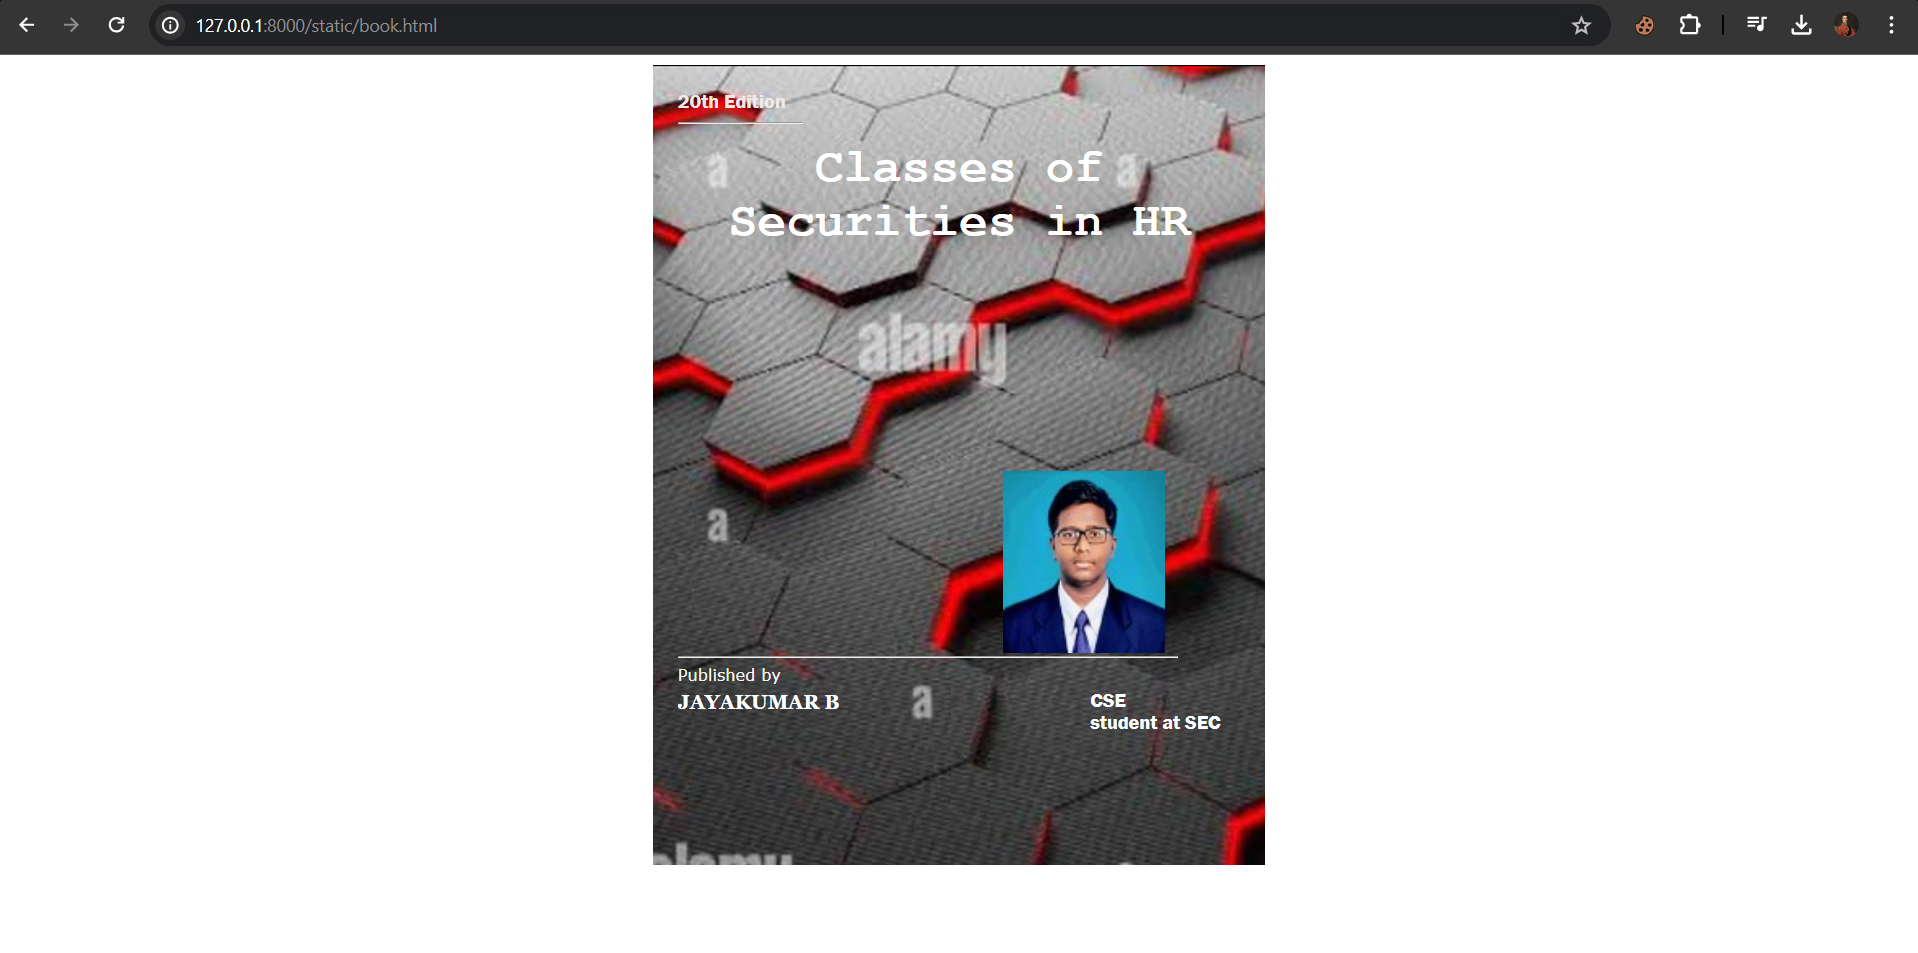 127.0.0.1:8000/static/book.html
20th Edition
Classes of
Securities in HR
a
a
alamy
a
Published by
JAYAKUMAR B
a
CSE
student at SEC
alamy